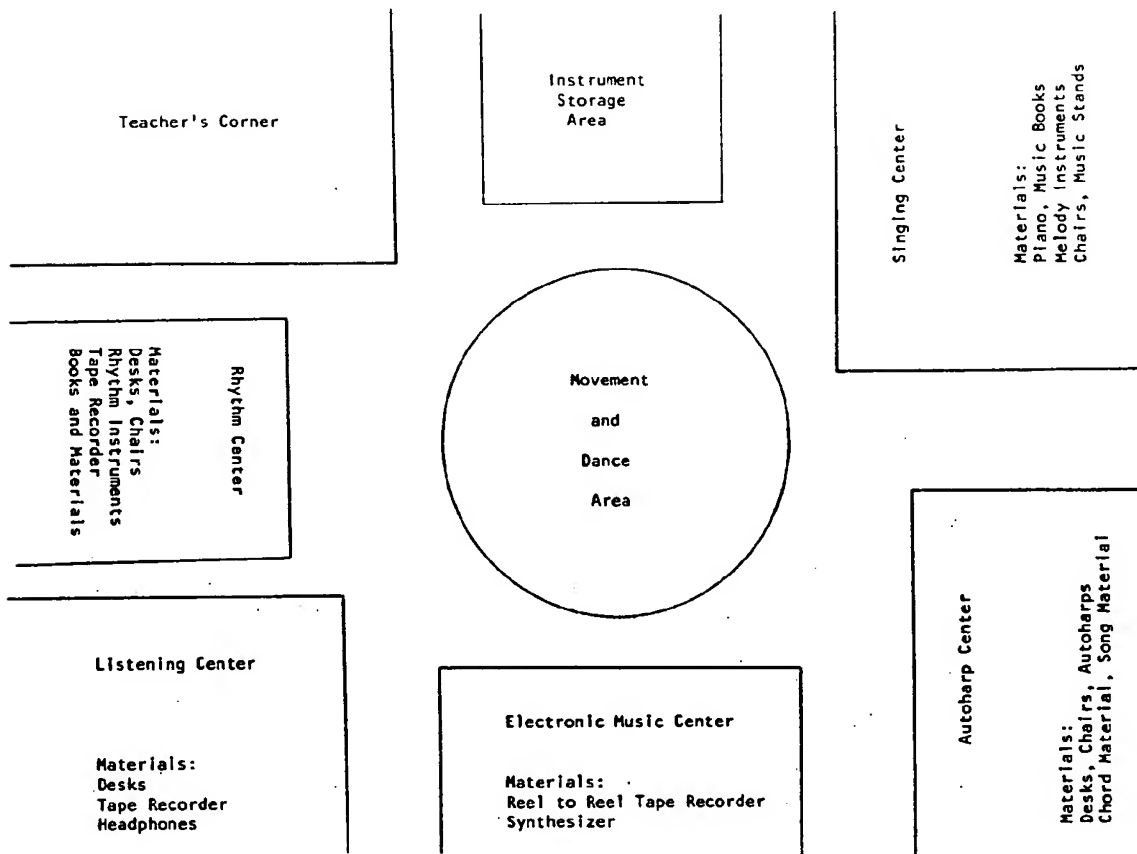 Teacher's Corner
Instrument
Storage
Area
Singing Center
Materials:
Piano, Music Books
Melody Instruments
Chairs, Music Stands
Rhythm Center
Materials:
Desks, Chairs
Rhythm Instruments
Tape Recorder
Books and Materials
Movement
and
Dance
Area
Listening Center
Materials:
Desks
Tape Recorder
Headphones
Electronic Music Center
Materials:
Reel to Reel Tape Recorder
Synthesizer
Autoharp Center
Materials:
Desks, Chairs, Autoharps
Chord Material, Song Material